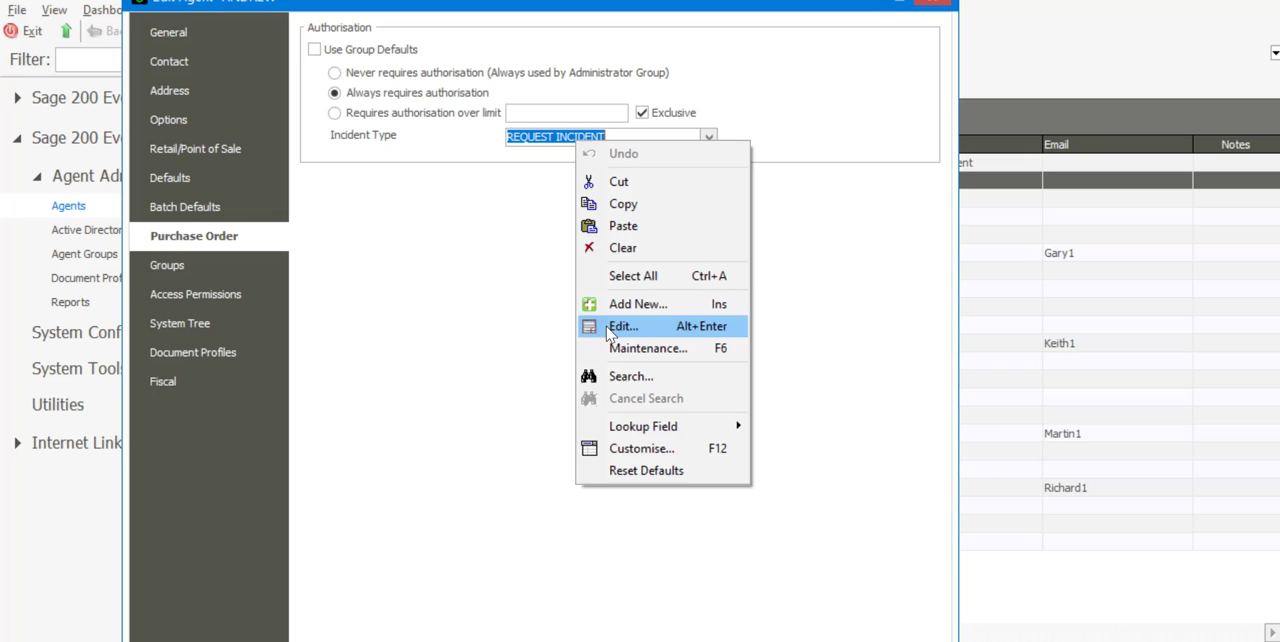 File View Dashbo
Edit Agent - ANDREW
Exit Ba
Filter:
Sage 200 Ev
Sage 200 Ev
Agent Adm
Agents
Active Director
Agent Groups
Document Prof
Reports
System Conf
System Tools
Utilities
Internet Link
General
Contact
Address
Options
Retail/Point of Sale
Defaults
Batch Defaults
Purchase Order
Groups
Access Permissions
System Tree
Document Profiles
Fiscal
Authorisation
Use Group Defaults
Never requires authorisation (Always used by Administrator Group)
Always requires authorisation
Requires authorisation over limit Exclusive
Incident Type REQUEST INCIDENT
Undo
Cut
Copy
Paste
Clear
Select All Ctrl+A
Add New... Ins
Edit... Alt+Enter
Maintenance... F6
Search...
Cancel Search
Lookup Field
Customise... F12
Reset Defaults
Email Notes
ent
Gary1
Keith1
Martin1
Richard1